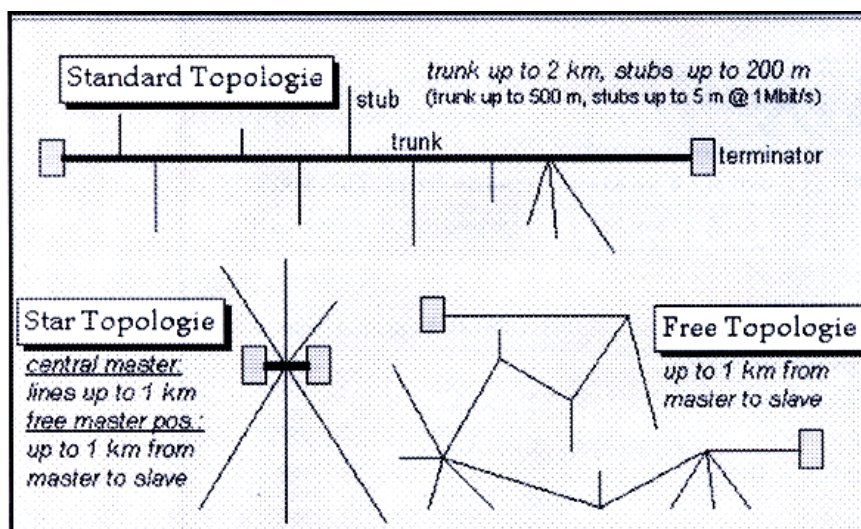 Standard Topologie
trunk up to 2 km, stubs up to 200 m
(trunk up to 500 m, stubs up to 5 m @ 1Mbit/s)
stub
trunk
terminator
Star Topologie
central master:
lines up to 1 km
free master pos.:
up to 1 km from
master to slave
Free Topologie
up to 1 km from
master to slave